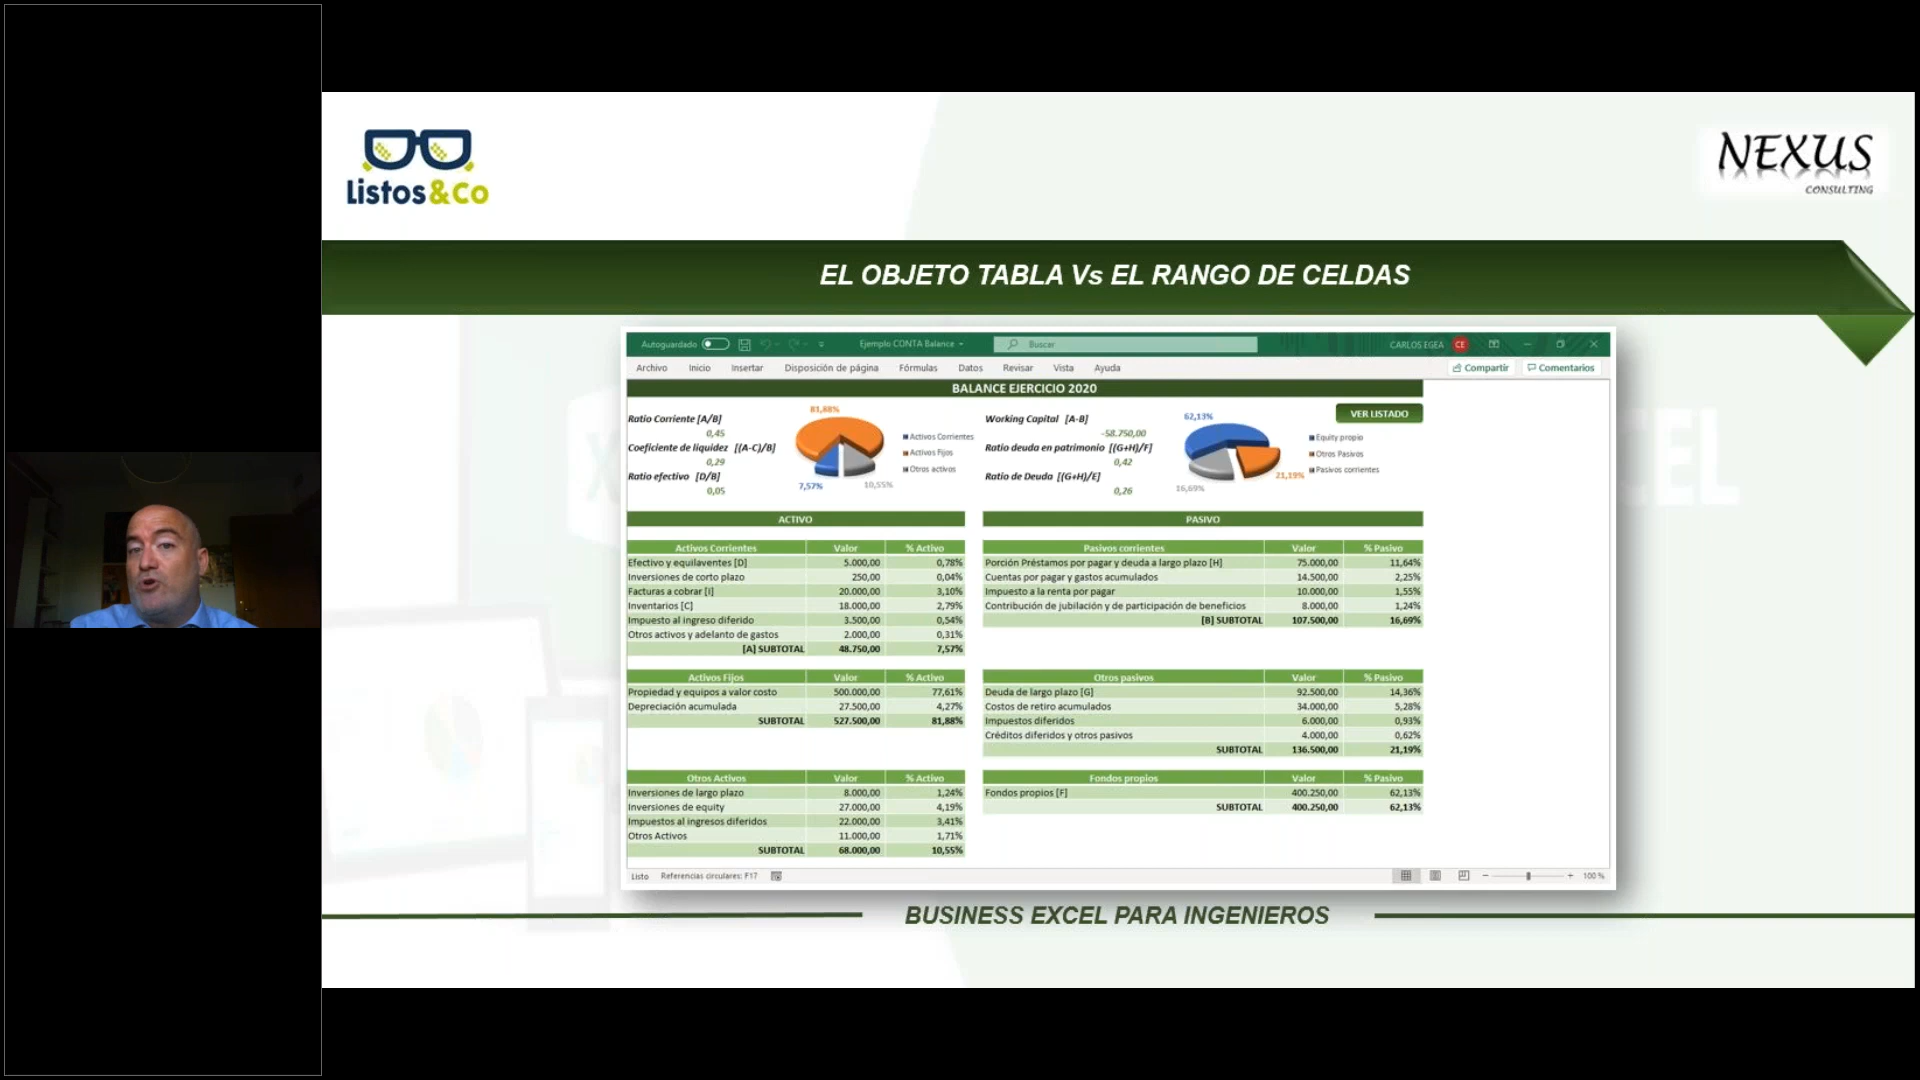 Listos&Co
NEXUS
CONSULTING
EL OBJETO TABLA Vs EL RANGO DE CELDAS
Autoguardado
Ejemplo CONTA Balance
Buscar
CARLOS EGEA CE
Archivo Inicio Insertar Disposición de página Fórmulas Datos Revisar Vista Ayuda Compartir Comentarios
BALANCE EJERCICIO 2020
Ratio Corriente [A/B]
0,45
Coeficiente de liquidez [(A-C)/B]
0,29
Ratio efectivo [D/B]
0,05
81,88%
7,57%
10,55%
Activos Corrientes
Activos Fijos
Otros activos
Working Capital [A-B]
-58.750,00
Ratio deuda en patrimonio [(G+H)/F]
0,42
Ratio de Deuda [(G+H)/E]
0,26
62,13%
21,19%
16,69%
Equity propio
Otros Pasivos
Pasivos corrientes
VER LISTADO
ACTIVO
Activos Corrientes Valor % Activo
Efectivo y equilaventes [D] 5.000,00 0,78%
Inversiones de corto plazo 250,00 0,04%
Facturas a cobrar [I] 20.000,00 3,10%
Inventarios [C] 18.000,00 2,79%
Impuesto al ingreso diferido 3.500,00 0,54%
Otros activos y adelanto de gastos 2.000,00 0,31%
[A] SUBTOTAL 48.750,00 7,57%
Activos Fijos Valor % Activo
Propiedad y equipos a valor costo 500.000,00 77,61%
Depreciación acumulada 27.500,00 4,27%
SUBTOTAL 527.500,00 81,88%
Otros Activos Valor % Activo
Inversiones de largo plazo 8.000,00 1,24%
Inversiones de equity 27.000,00 4,19%
Impuestos al ingresos diferidos 22.000,00 3,41%
Otros Activos 11.000,00 1,71%
SUBTOTAL 68.000,00 10,55%
PASIVO
Pasivos corrientes Valor % Pasivo
Porción Préstamos por pagar y deuda a largo plazo [H] 75.000,00 11,64%
Cuentas por pagar y gastos acumulados 14.500,00 2,25%
Impuesto a la renta por pagar 10.000,00 1,55%
Contribución de jubilación y de participación de beneficios 8.000,00 1,24%
[B] SUBTOTAL 107.500,00 16,69%
Otros pasivos Valor % Pasivo
Deuda de largo plazo [G] 92.500,00 14,36%
Costos de retiro acumulados 34.000,00 5,28%
Impuestos diferidos 6.000,00 0,93%
Créditos diferidos y otros pasivos 4.000,00 0,62%
SUBTOTAL 136.500,00 21,19%
Fondos propios Valor % Pasivo
Fondos propios [F] 400.250,00 62,13%
SUBTOTAL 400.250,00 62,13%
Listo Referencias circulares: F17 100 %
BUSINESS EXCEL PARA INGENIEROS